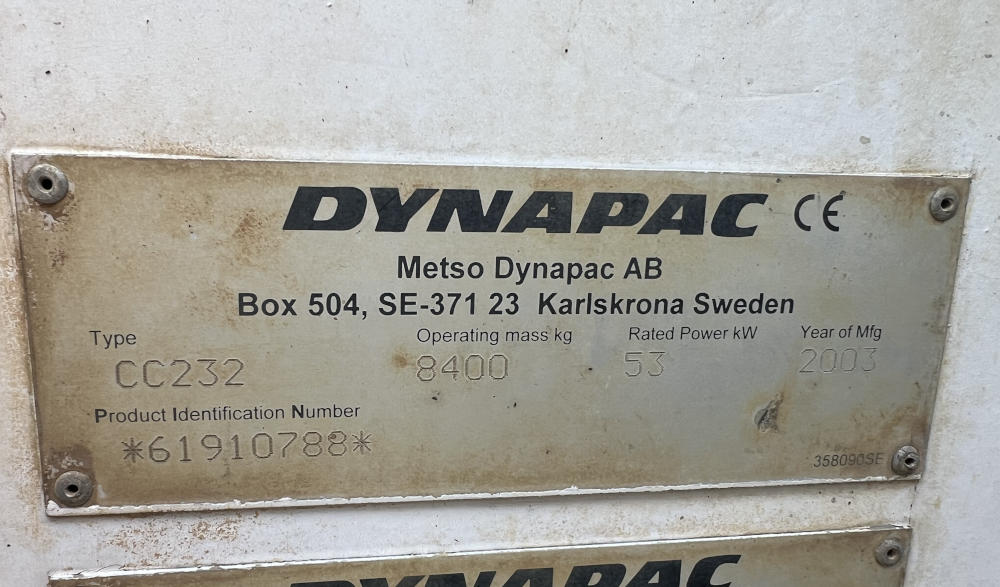 DYNAPAC CE
Metso Dynapac AB
Box 504, SE-371 23 Karlskrona Sweden
Type Operating mass kg Rated Power kW Year of Mfg
CC232 8400 53 2003
Product Identification Number
*61910788*
358090SE
DYNAPAC